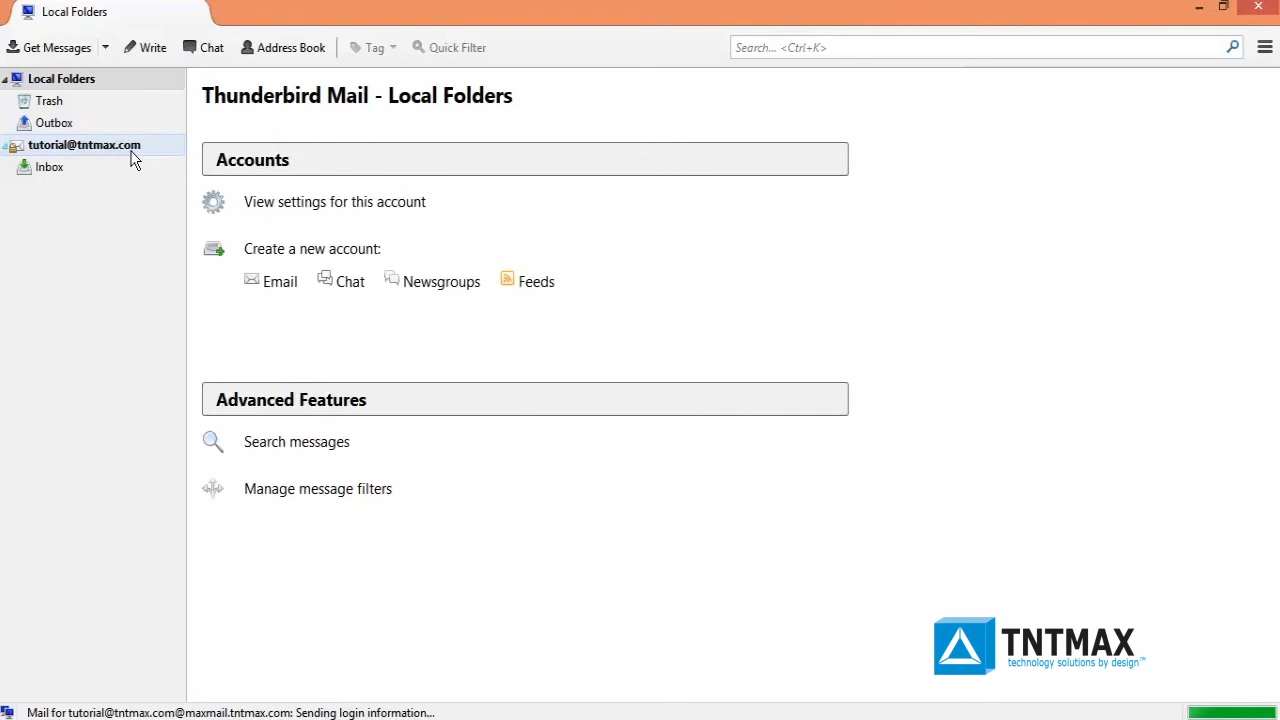 Local Folders
Get Messages
Write
Chat
Address Book
Tag
Quick Filter
Search... <Ctrl+K>
Local Folders
Trash
Outbox
tutorial@tntmax.com
Inbox
Thunderbird Mail - Local Folders
Accounts
View settings for this account
Create a new account:
Email
Chat
Newsgroups
Feeds
Advanced Features
Search messages
Manage message filters
TNTMAX
technology solutions by design™
Mail for tutorial@tntmax.com@maxmail.tntmax.com: Sending login information...